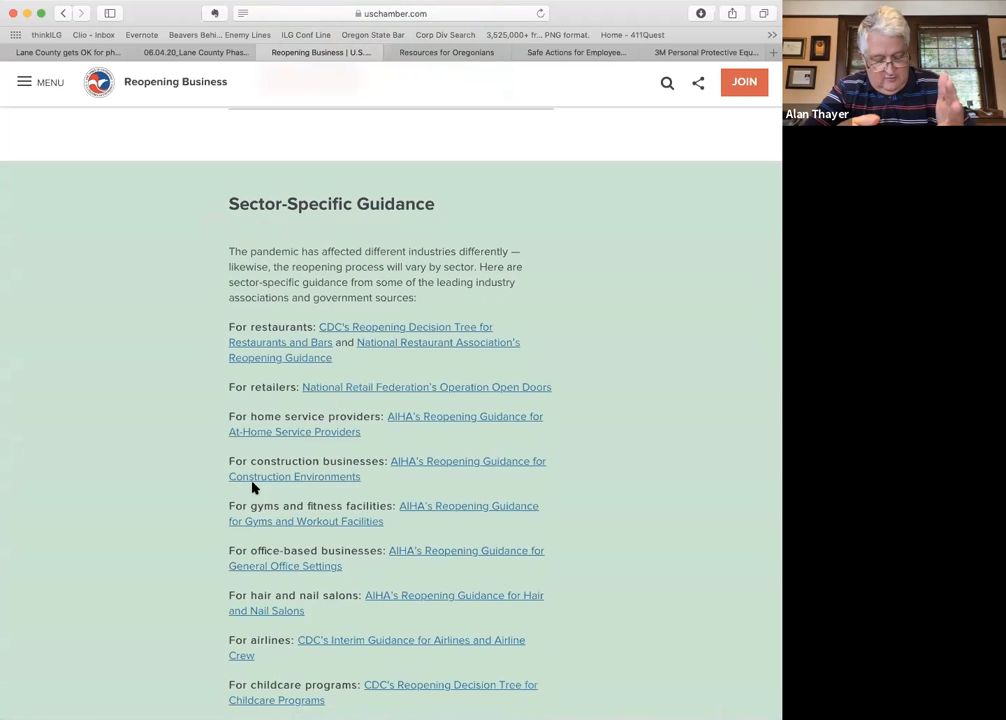 uschamber.com
thinkILG Clio - Inbox Evernote Beavers Behi... Enemy Lines ILG Conf Line Oregon State Bar Corp Div Search 3,525,000+ fr... PNG format. Home - 411Quest
Lane County gets OK for ph... 06.04.20_Lane County Phas... Reopening Business | U.S.... Resources for Oregonians Safe Actions for Employee... 3M Personal Protective Equ...
MENU Reopening Business JOIN
Alan Thayer
Sector-Specific Guidance
The pandemic has affected different industries differently —
likewise, the reopening process will vary by sector. Here are
sector-specific guidance from some of the leading industry
associations and government sources:
For restaurants: CDC's Reopening Decision Tree for
Restaurants and Bars and National Restaurant Association's
Reopening Guidance
For retailers: National Retail Federation's Operation Open Doors
For home service providers: AIHA's Reopening Guidance for
At-Home Service Providers
For construction businesses: AIHA's Reopening Guidance for
Construction Environments
For gyms and fitness facilities: AIHA's Reopening Guidance
for Gyms and Workout Facilities
For office-based businesses: AIHA's Reopening Guidance for
General Office Settings
For hair and nail salons: AIHA's Reopening Guidance for Hair
and Nail Salons
For airlines: CDC's Interim Guidance for Airlines and Airline
Crew
For childcare programs: CDC's Reopening Decision Tree for
Childcare Programs